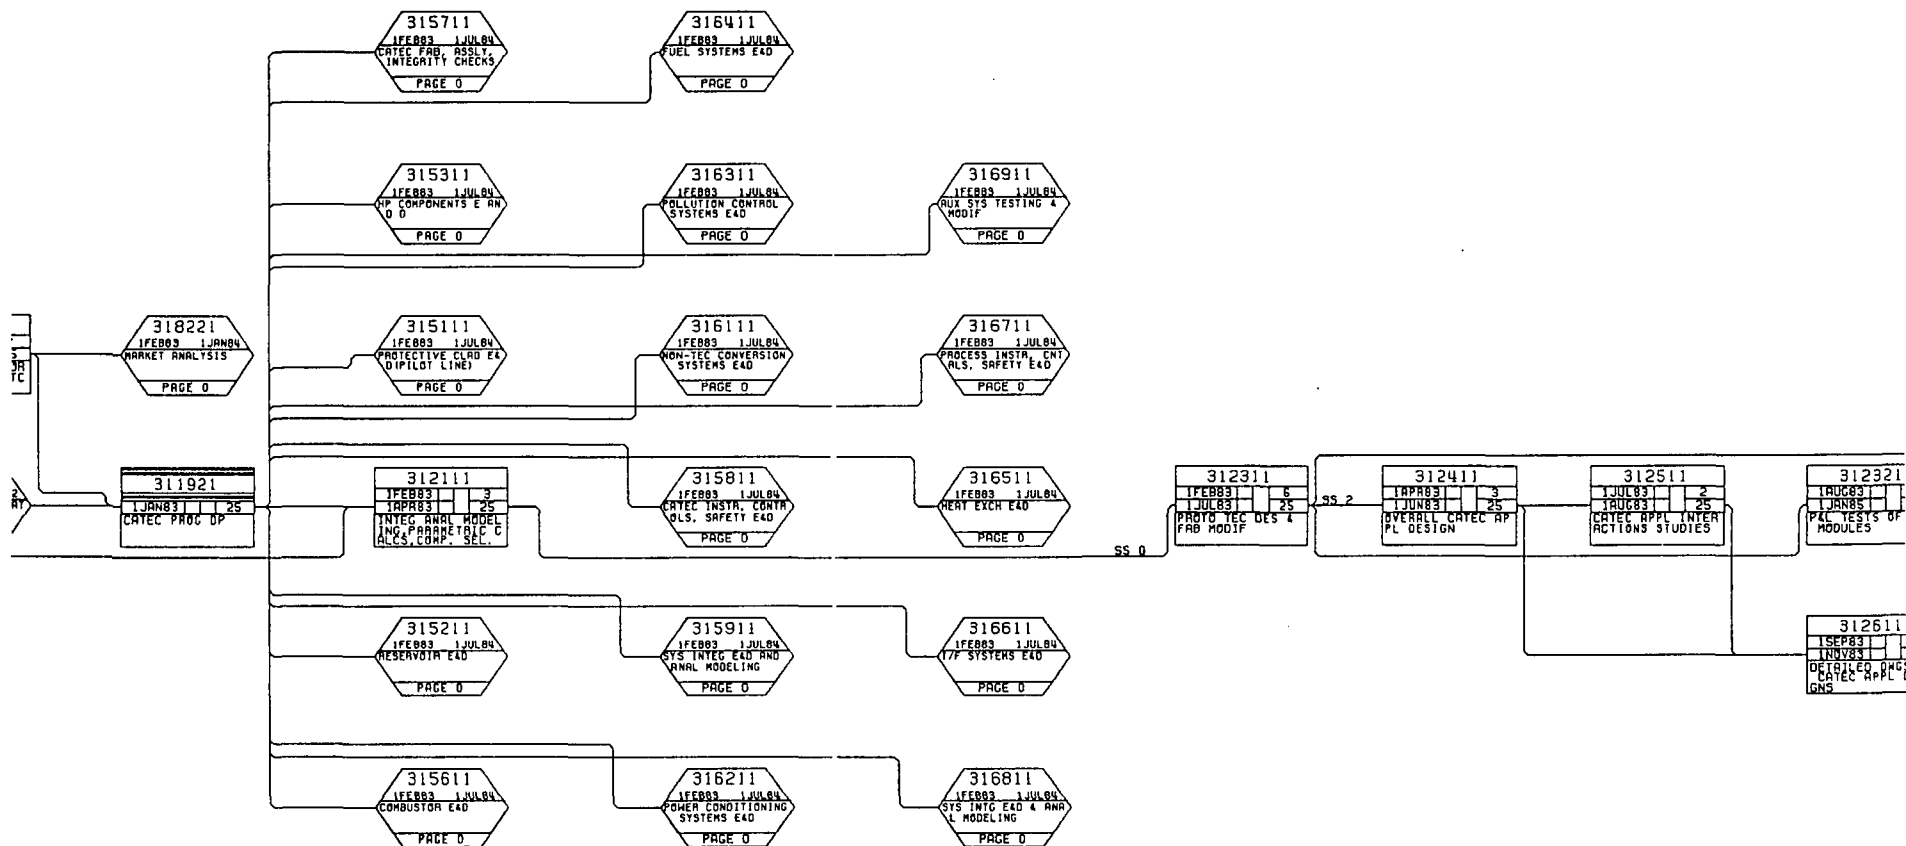 315711
1FEB83 1JUL84
CATEC FAB, ASSLY,
INTEGRITY CHECKS
PAGE 0
316411
1FEB83 1JUL84
FUEL SYSTEMS E&D
PAGE 0
315311
1FEB83 1JUL84
HP COMPONENTS E AN
D D
PAGE 0
316311
1FEB83 1JUL84
POLLUTION CONTROL
SYSTEMS E&D
PAGE 0
316911
1FEB83 1JUL84
AUX SYS TESTING &
MODIF
PAGE 0
TC
318221
1FEB83 1JAN84
MARKET ANALYSIS
PAGE 0
315111
1FEB83 1JUL84
PROTECTIVE CLAD E&
D(PILOT LINE)
PAGE 0
316111
1FEB83 1JUL84
NON-TEC CONVERSION
SYSTEMS E&D
PAGE 0
316711
1FEB83 1JUL84
PROCESS INSTR, CNT
RLS, SAFETY E&D
PAGE 0
311921
1JAN83 25
CATEC PROG DP
312111
1FEB83 3
1APR83 25
INTEG ANAL MODEL
ING,PARAMETRIC C
ALCS,COMP. SEL.
315811
1FEB83 1JUL84
CATEC INSTR, CONTR
OLS, SAFETY E&D
PAGE 0
316511
1FEB83 1JUL84
HEAT EXCH E&D
PAGE 0
SS 0
312311
1FEB83 6
1JUL83 25
PROTO TEC DES &
FAB MODIF
SS 2
312411
1APR83 3
1JUN83 25
OVERALL CATEC AP
PL DESIGN
312511
1JUL83 2
1AUG83 25
CATEC APPL INTER
ACTIONS STUDIES
312321
1AUG83
1JAN85
P&C TESTS OF
MODULES
315211
1FEB83 1JUL84
RESERVOIR E&D
PAGE 0
315911
1FEB83 1JUL84
SYS INTEG E&D AND
ANAL MODELING
PAGE 0
316611
1FEB83 1JUL84
T/F SYSTEMS E&D
PAGE 0
312611
1SEP83
1NOV83
DETAILED DWGS
CATEC APPL D
GNS
315611
1FEB83 1JUL84
COMBUSTOR E&D
PAGE 0
316211
1FEB83 1JUL84
POWER CONDITIONING
SYSTEMS E&D
PAGE 0
316811
1FEB83 1JUL84
SYS INTG E&D & ANA
L MODELING
PAGE 0